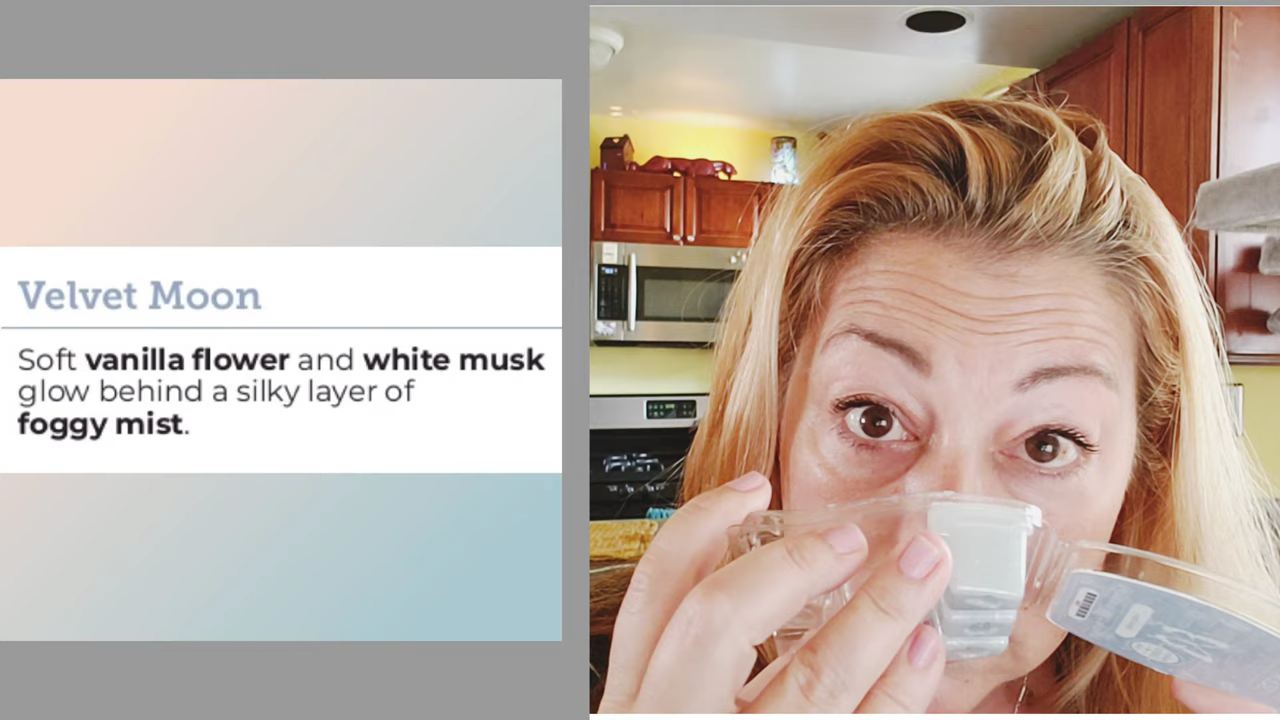 Velvet Moon
Soft vanilla flower and white musk
glow behind a silky layer of
foggy mist.